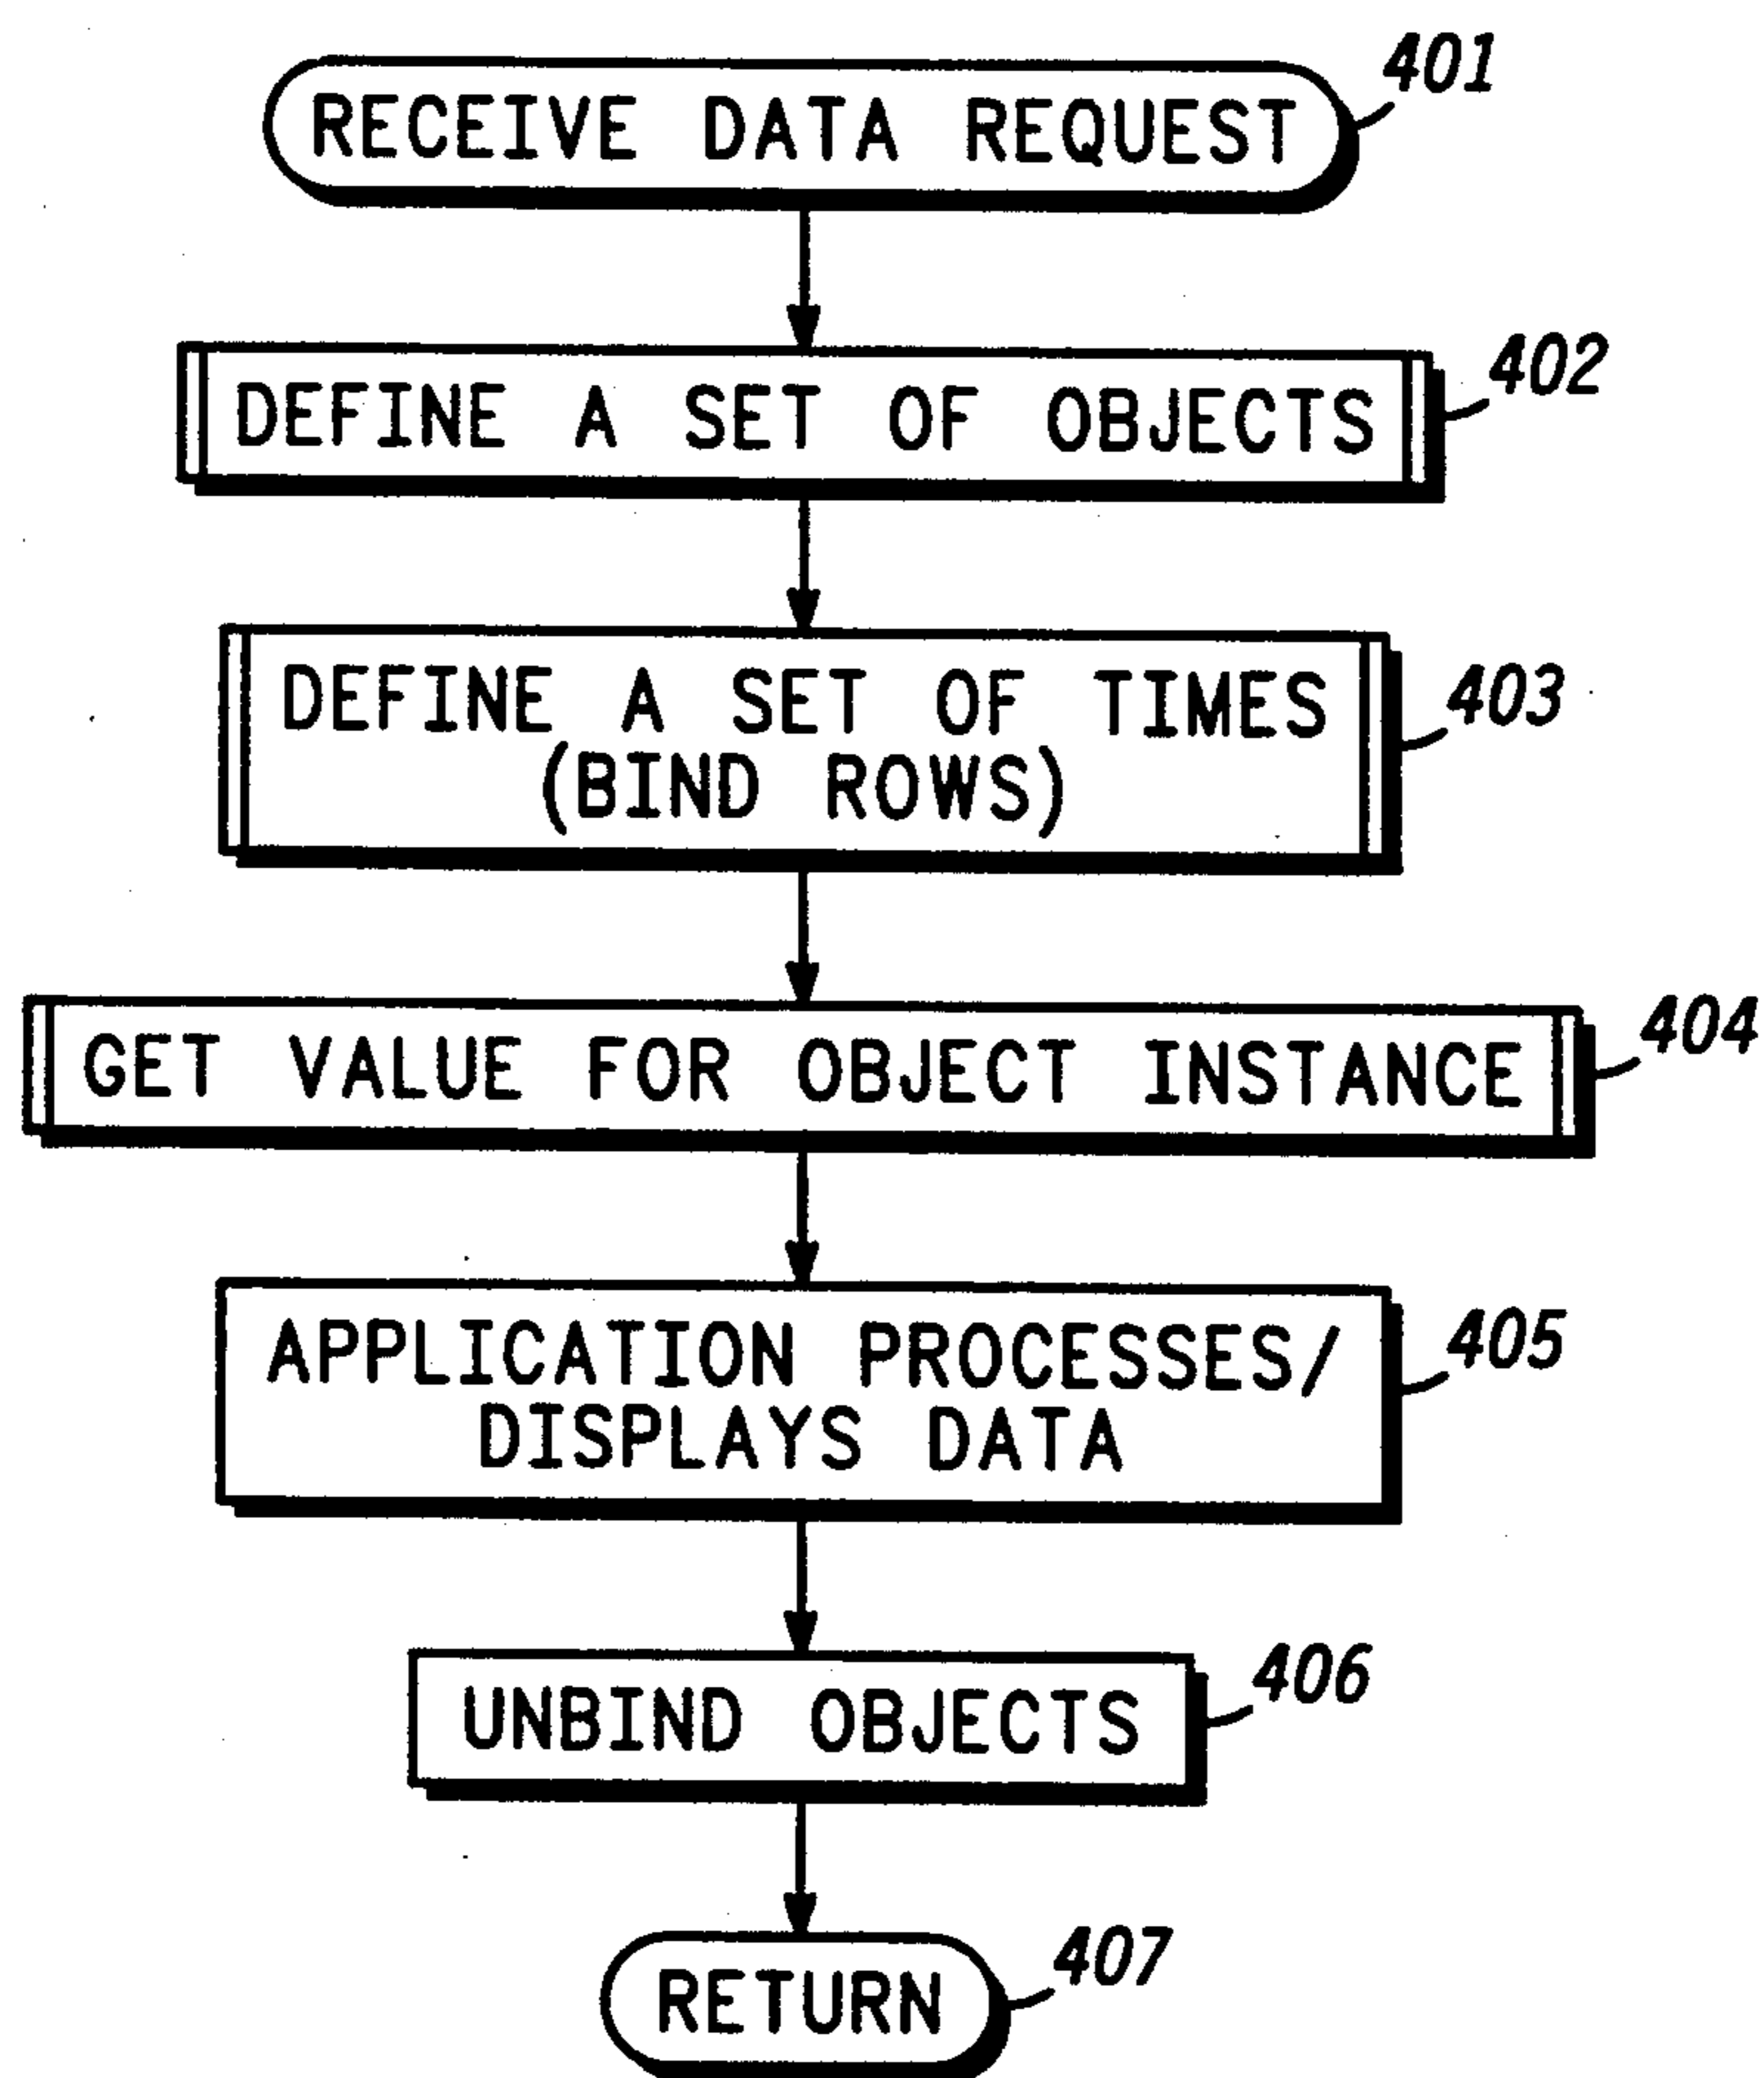 RECEIVE DATA REQUEST
401
DEFINE A SET OF OBJECTS
402
DEFINE A SET OF TIMES
(BIND ROWS)
403
GET VALUE FOR OBJECT INSTANCE
404
APPLICATION PROCESSES/
DISPLAYS DATA
405
UNBIND OBJECTS
406
RETURN
407